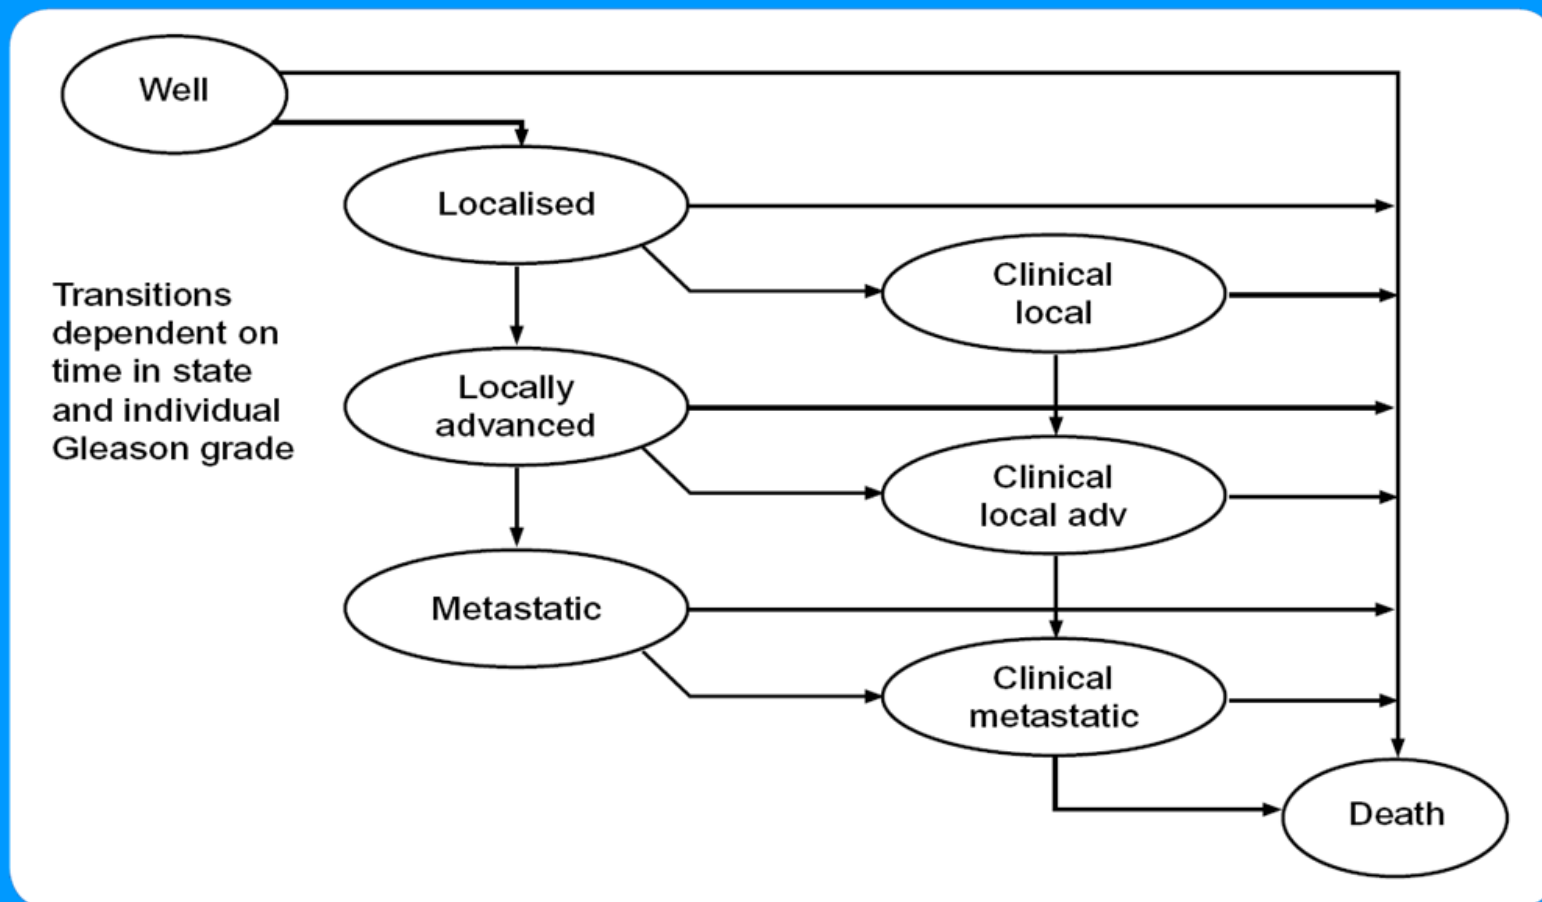 Well
Localised
Clinical
local
Transitions
dependent on
time in state
and individual
Gleason grade
Locally
advanced
Clinical
local adv
Metastatic
Clinical
metastatic
Death